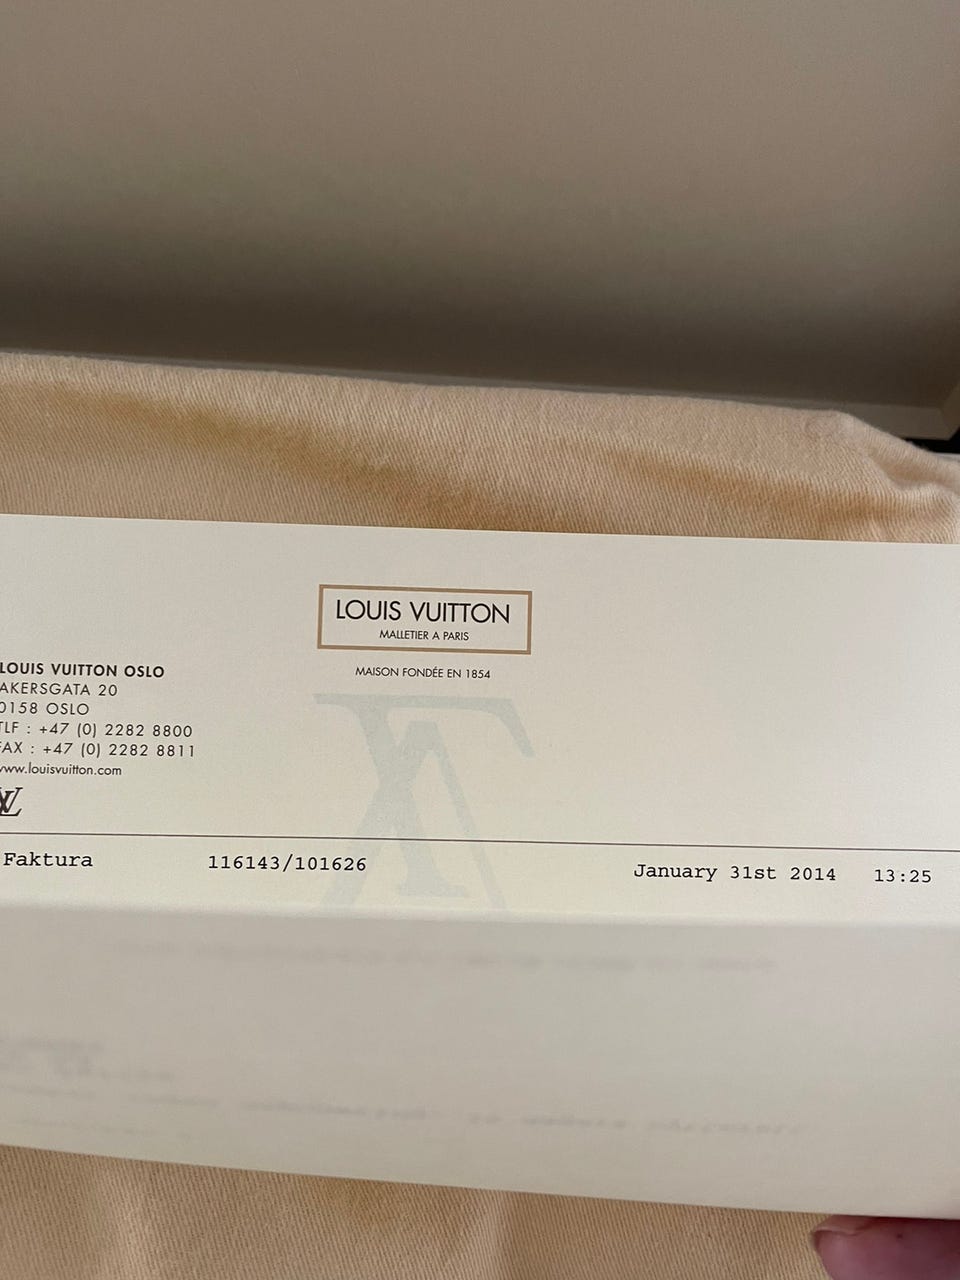 LOUIS VUITTON
MALLETIER A PARIS
MAISON FONDÉE EN 1854
LOUIS VUITTON OSLO
AKERSGATA 20
0158 OSLO
TLF : +47 (0) 2282 8800
FAX : +47 (0) 2282 8811
www.louisvuitton.com
LV
Faktura 116143/101626 January 31st 2014 13:25